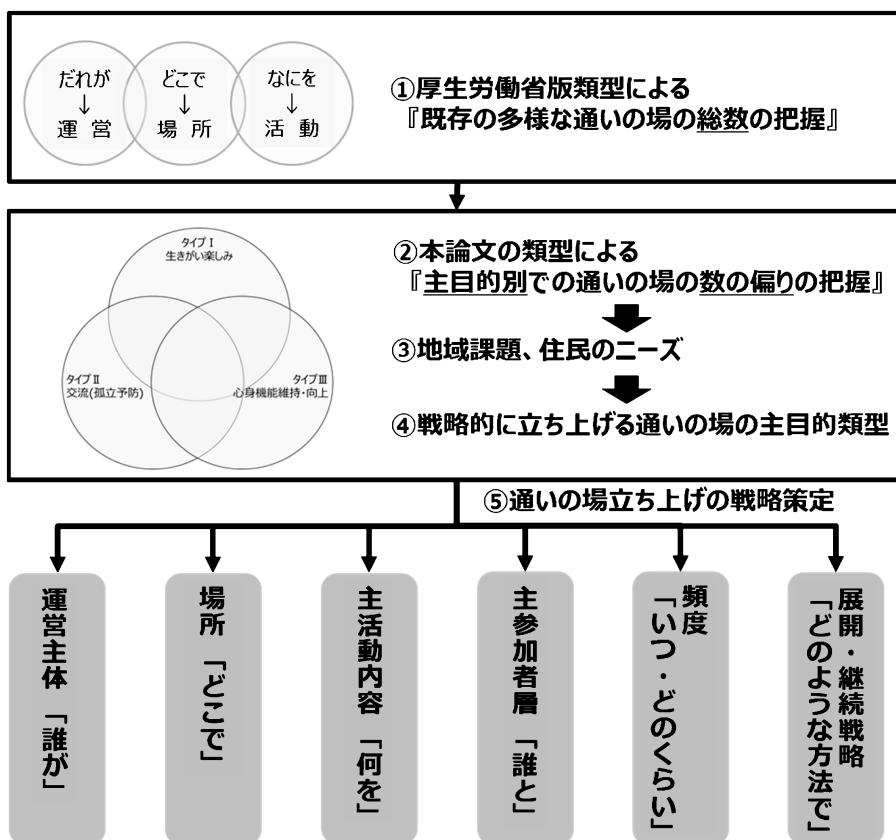 だれが
↓
運 営
どこで
↓
場 所
なにを
↓
活 動
①厚生労働省版類型による
『既存の多様な通いの場の総数の把握』
タイプⅠ
生きがい楽しみ
タイプⅡ
交流(孤立予防)
タイプⅢ
心身機能維持・向上
②本論文の類型による
『主目的別での通いの場の数の偏りの把握』
③地域課題、住民のニーズ
④戦略的に立ち上げる通いの場の主目的類型
⑤通いの場立ち上げの戦略策定
運営主体 「誰が」
場所 「どこで」
主活動内容 「何を」
主参加者層 「誰と」
頻度
「いつ・どのくらい」
展開・継続戦略
「どのような方法で」